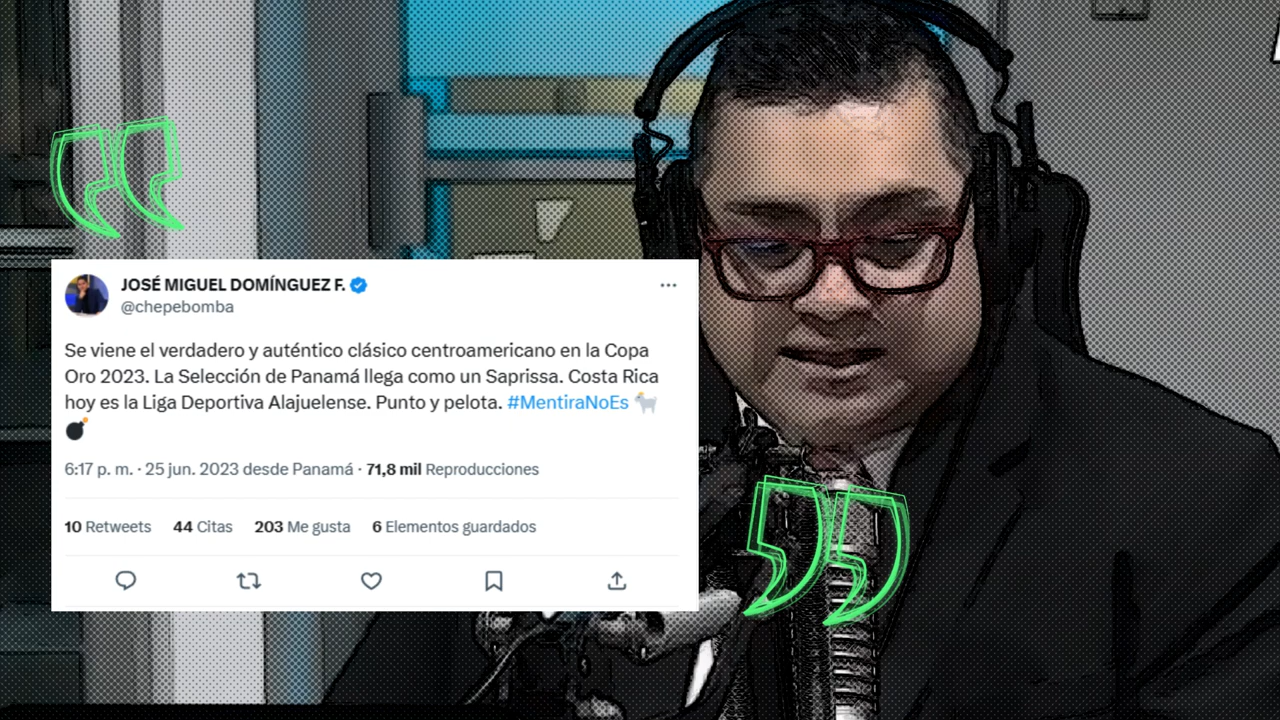 JOSÉ MIGUEL DOMÍNGUEZ F.
@chepebomba
Se viene el verdadero y auténtico clásico centroamericano en la Copa
Oro 2023. La Selección de Panamá llega como un Saprissa. Costa Rica
hoy es la Liga Deportiva Alajuelense. Punto y pelota. #MentiraNoEs 🐐
💣
6:17 p. m. · 25 jun. 2023 desde Panamá · 71,8 mil Reproducciones
10 Retweets 44 Citas 203 Me gusta 6 Elementos guardados